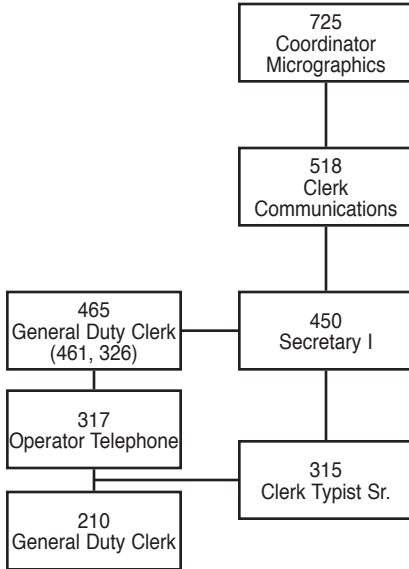 725
Coordinator
Micrographics
518
Clerk
Communications
465
General Duty Clerk
(461, 326)
450
Secretary I
317
Operator Telephone
315
Clerk Typist Sr.
210
General Duty Clerk